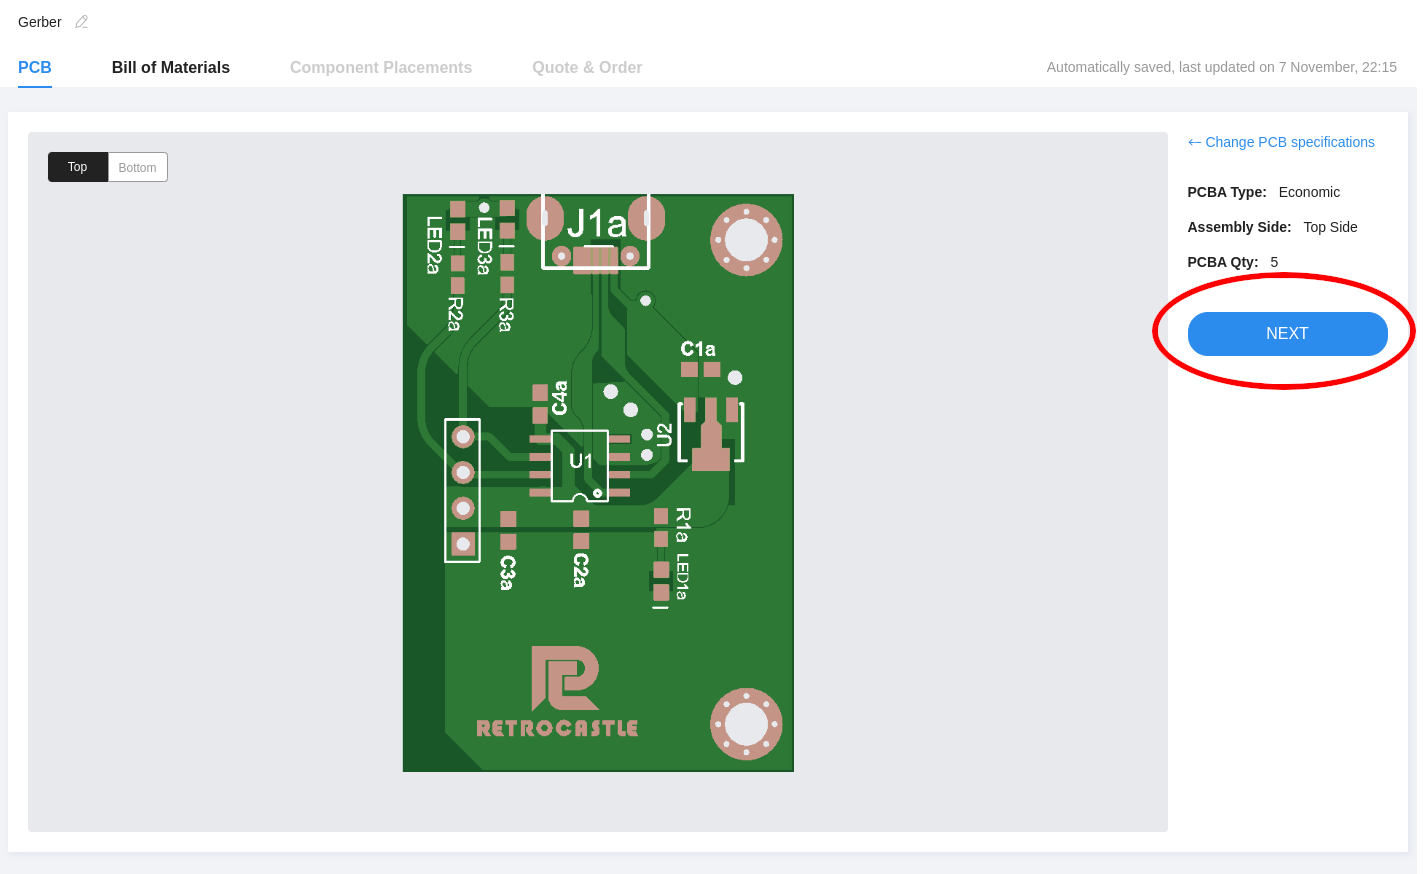 Gerber
PCB
Bill of Materials
Component Placements
Quote & Order
Automatically saved, last updated on 7 November, 22:15
Top
Bottom
← Change PCB specifications
PCBA Type: Economic
Assembly Side: Top Side
PCBA Qty: 5
NEXT
LED2a
LED3a
J1a
R2a
R3a
C1a
C4a
U2
U1
R1a
C3a
C2a
LED1a
RETROCASTLE